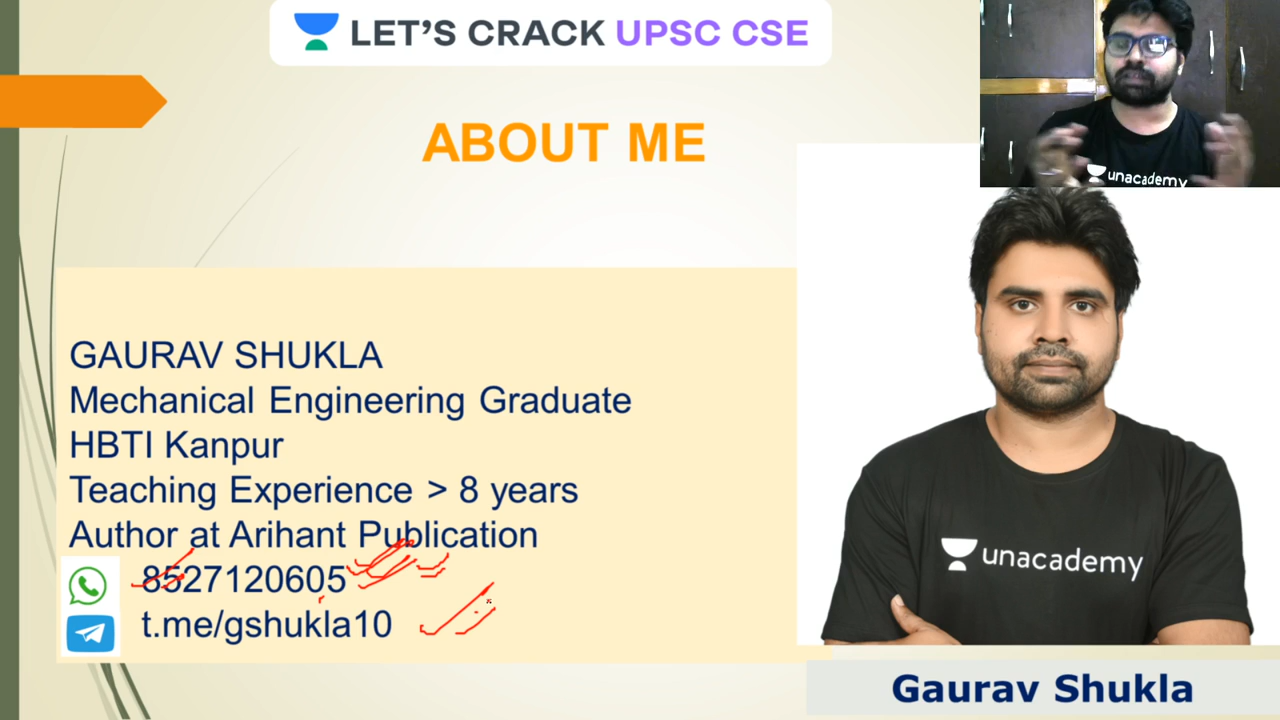 LET'S CRACK UPSC CSE
ABOUT ME
unacademy
GAURAV SHUKLA
Mechanical Engineering Graduate
HBTI Kanpur
Teaching Experience > 8 years
Author at Arihant Publication
8527120605
t.me/gshukla10
unacademy
Gaurav Shukla